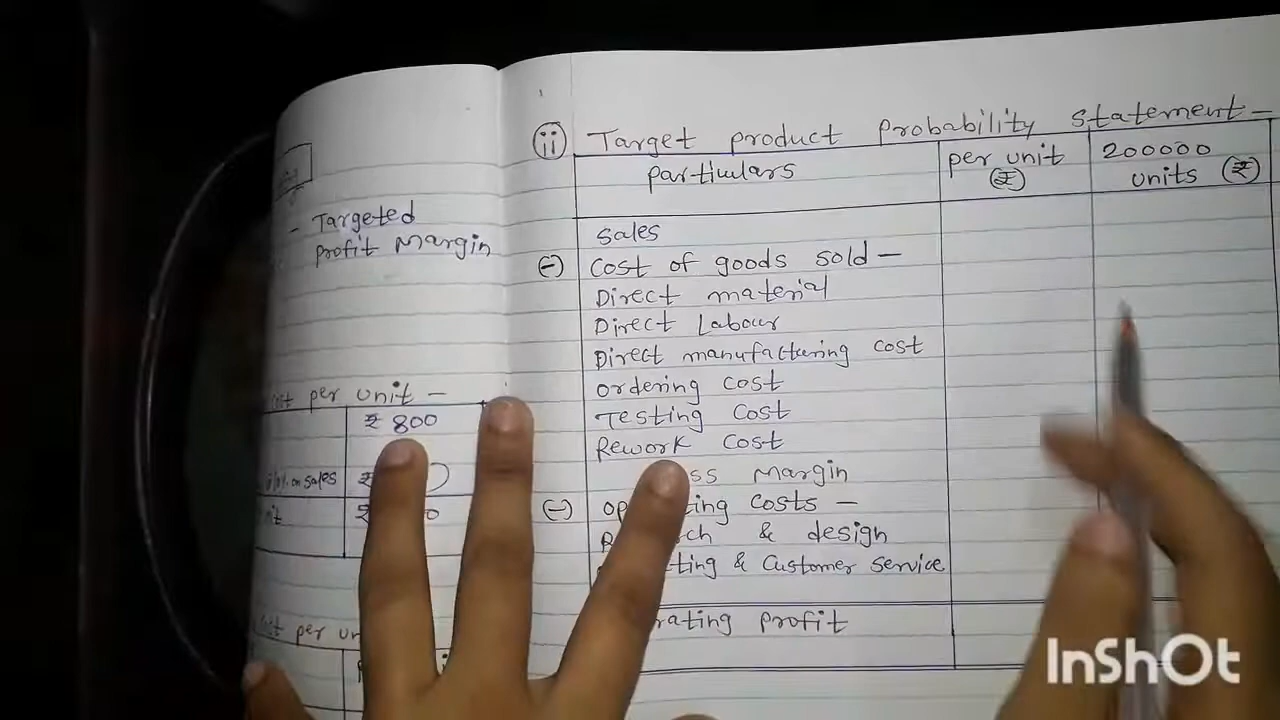 - Targeted
Profit Margin
cost per unit -
₹ 800
on sales ₹
₹
per
(ii) Target product probability statement -
particulars
per unit (₹)
200000 units (₹)
Sales
(-) Cost of goods sold -
Direct material
Direct Labour
Direct manufacturing cost
ordering cost
Testing cost
Rework cost
Margin
(-) costs -
& design
& Customer service
profit
InShOt